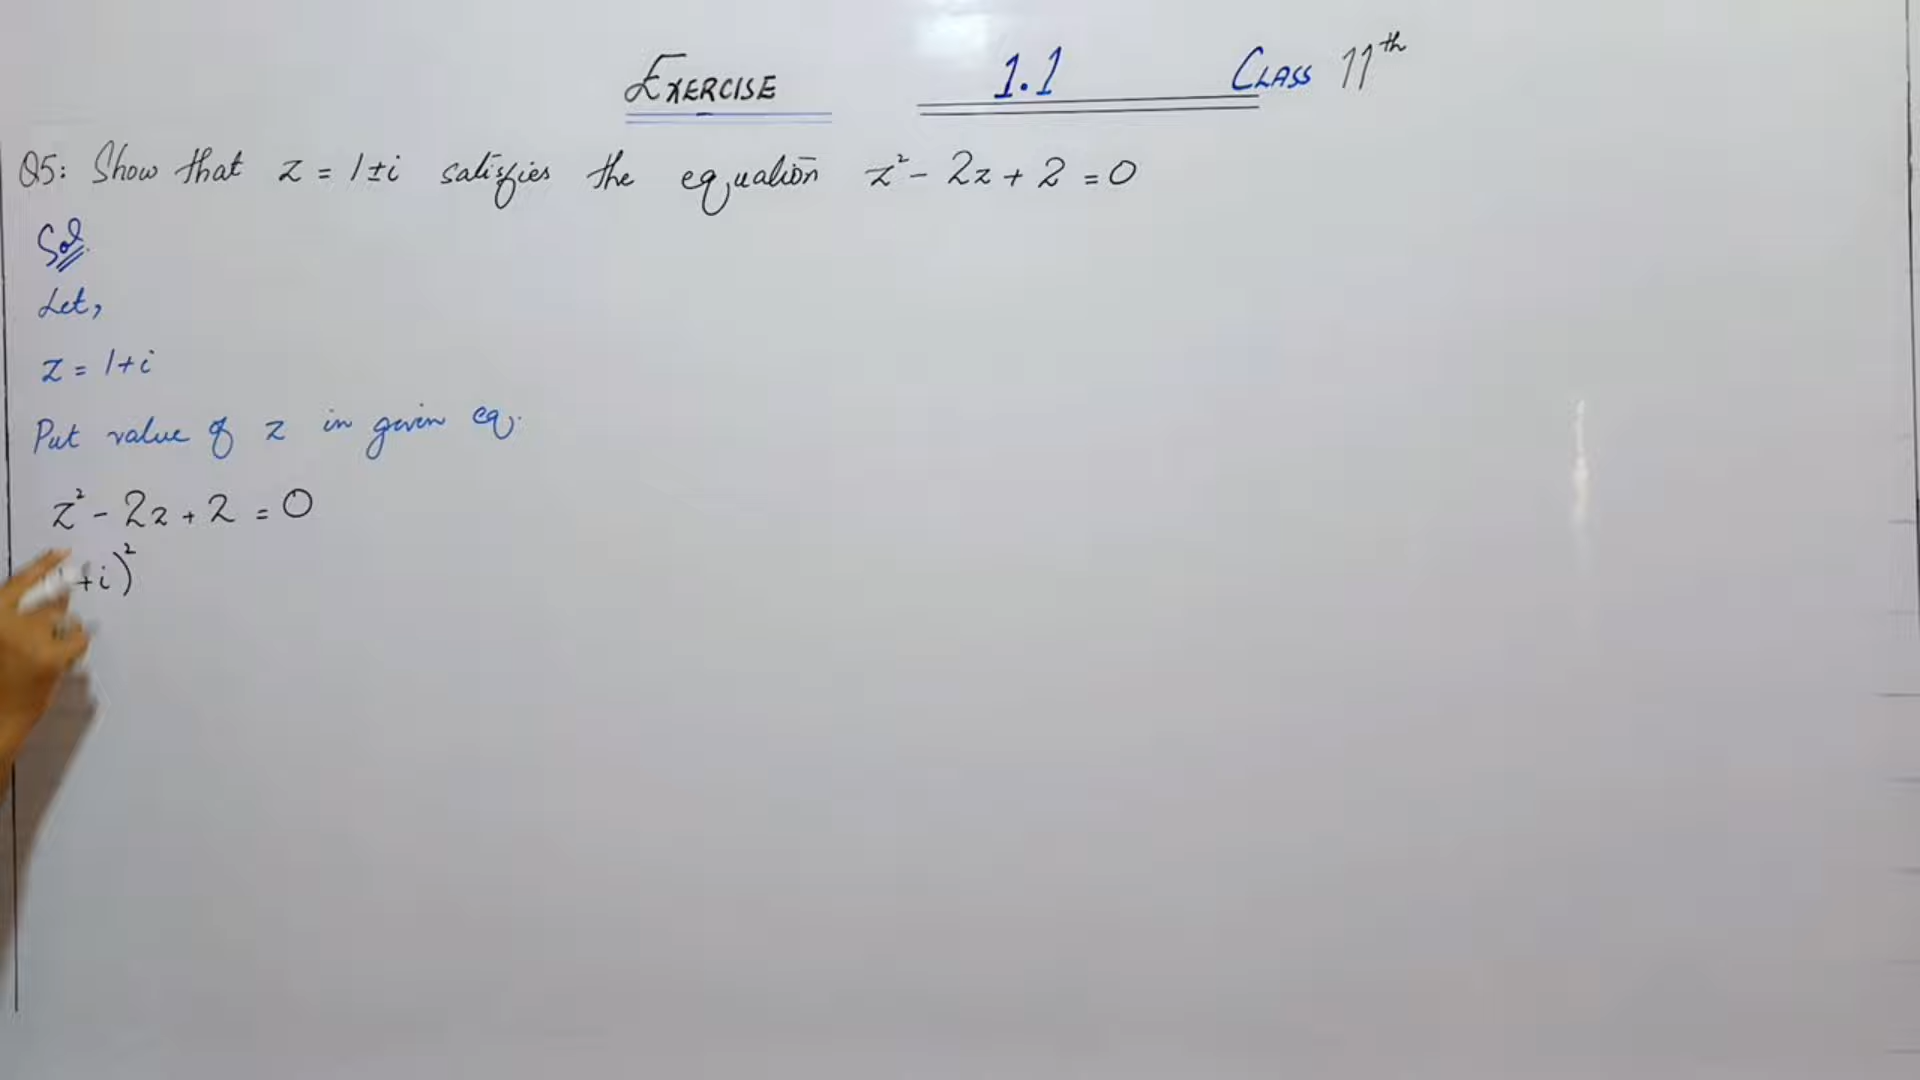 EXERCISE 1.1 CLASS 11th
Q5: Show that z = 1±i satisfies the equation z² - 2z + 2 = 0
Sol.
Let,
z = 1+i
Put value of z in given eq.
z² - 2z + 2 = 0
+i)²